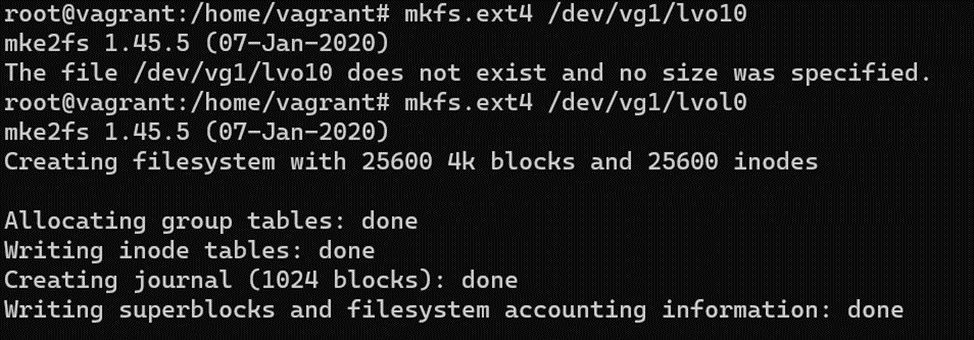 root@vagrant:/home/vagrant# mkfs.ext4 /dev/vg1/lvo10
mke2fs 1.45.5 (07-Jan-2020)
The file /dev/vg1/lvo10 does not exist and no size was specified.
root@vagrant:/home/vagrant# mkfs.ext4 /dev/vg1/lvol0
mke2fs 1.45.5 (07-Jan-2020)
Creating filesystem with 25600 4k blocks and 25600 inodes
Allocating group tables: done
Writing inode tables: done
Creating journal (1024 blocks): done
Writing superblocks and filesystem accounting information: done